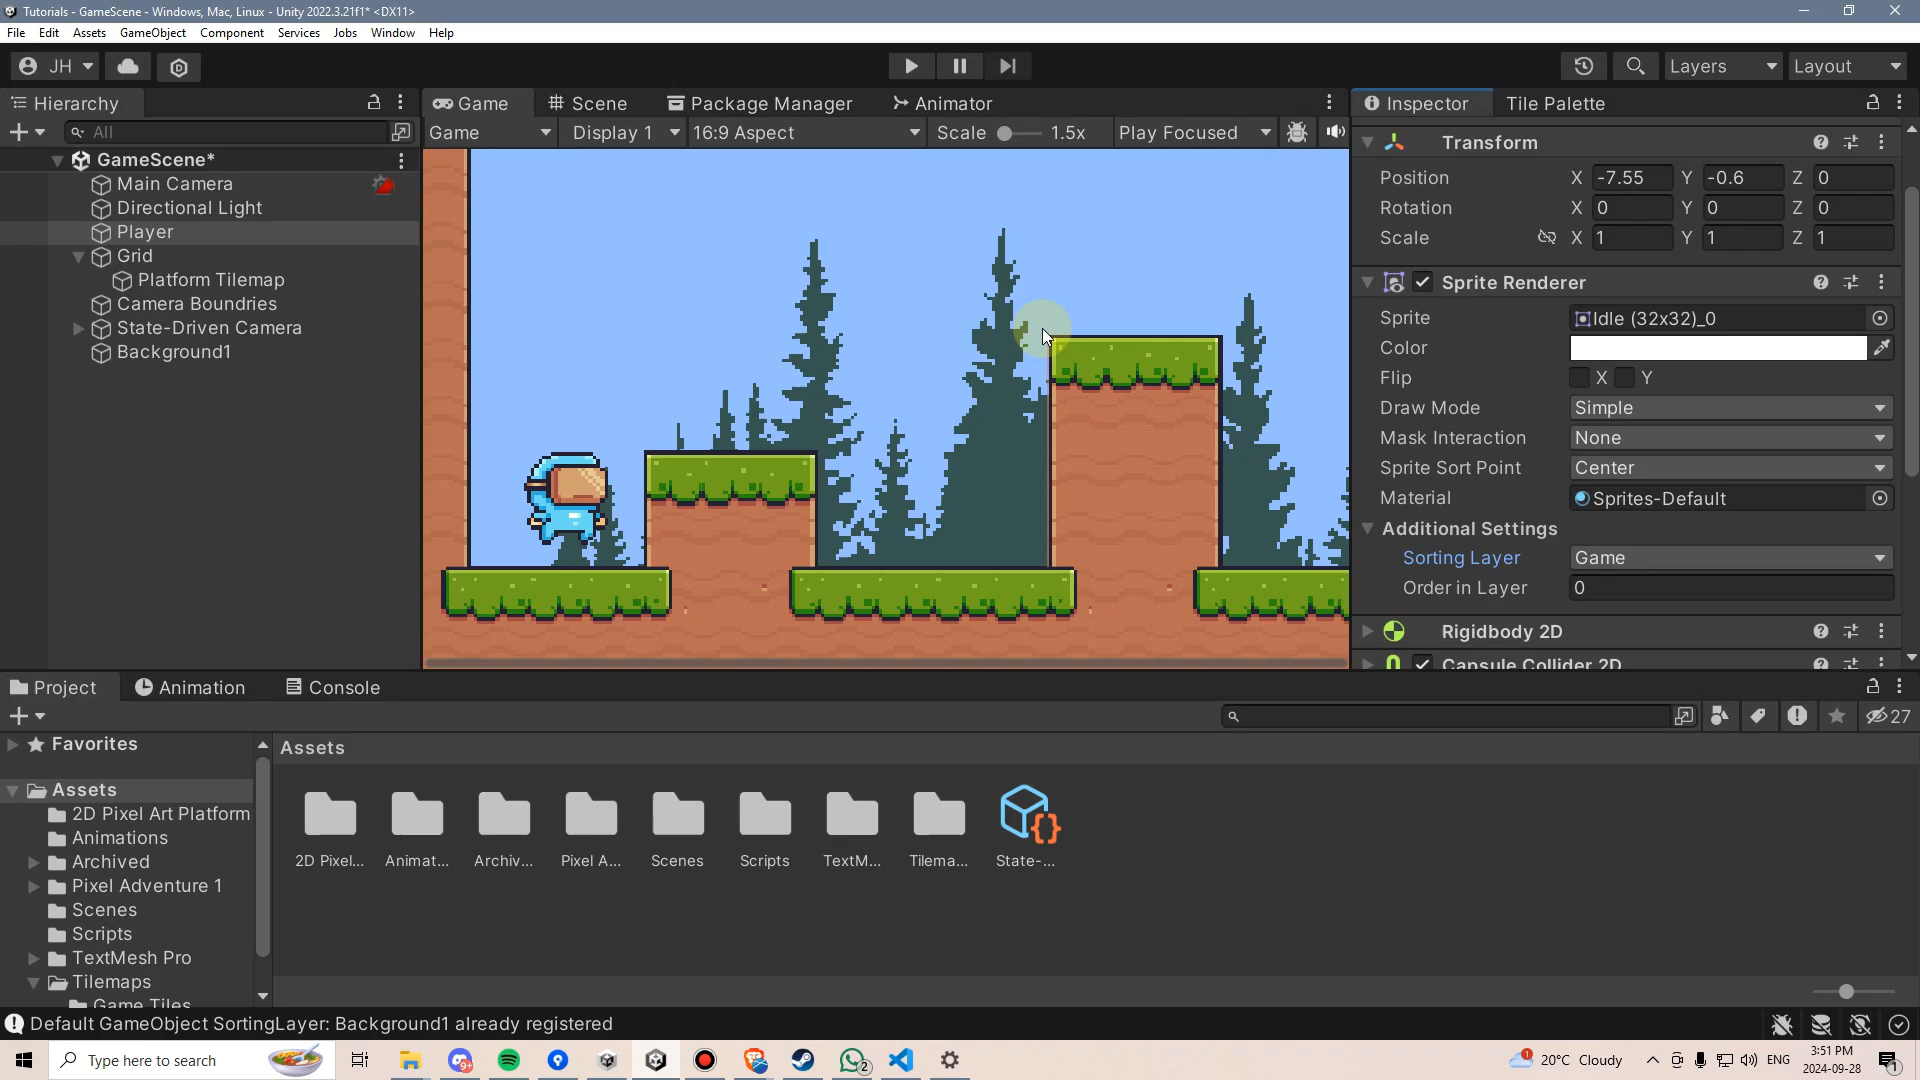 Tutorials - GameScene - Windows, Mac, Linux - Unity 2022.3.21f1* <DX11>
File Edit Assets GameObject Component Services Jobs Window Help
JH Layers Layout
Hierarchy Game Scene Package Manager Animator Inspector Tile Palette
All Game Display 1 16:9 Aspect Scale 1.5x Play Focused
GameScene*
Main Camera
Directional Light
Player
Grid
Platform Tilemap
Camera Boundries
State-Driven Camera
Background1
Transform
Position X -7.55 Y -0.6 Z 0
Rotation X 0 Y 0 Z 0
Scale X 1 Y 1 Z 1
Sprite Renderer
Sprite Idle (32x32)_0
Color
Flip X Y
Draw Mode Simple
Mask Interaction None
Sprite Sort Point Center
Material Sprites-Default
Additional Settings
Sorting Layer Game
Order in Layer 0
Rigidbody 2D
Capsule Collider 2D
Project Animation Console
27
Favorites
Assets
2D Pixel Art Platform
Animations
Archived
Pixel Adventure 1
Scenes
Scripts
TextMesh Pro
Tilemaps
Game Tiles
Assets
2D Pixel... Animat... Archiv... Pixel A... Scenes Scripts TextM... Tilema... State-...
Default GameObject SortingLayer: Background1 already registered
Type here to search 9+ 2 1 20°C Cloudy ENG 3:51 PM 1
2024-09-28